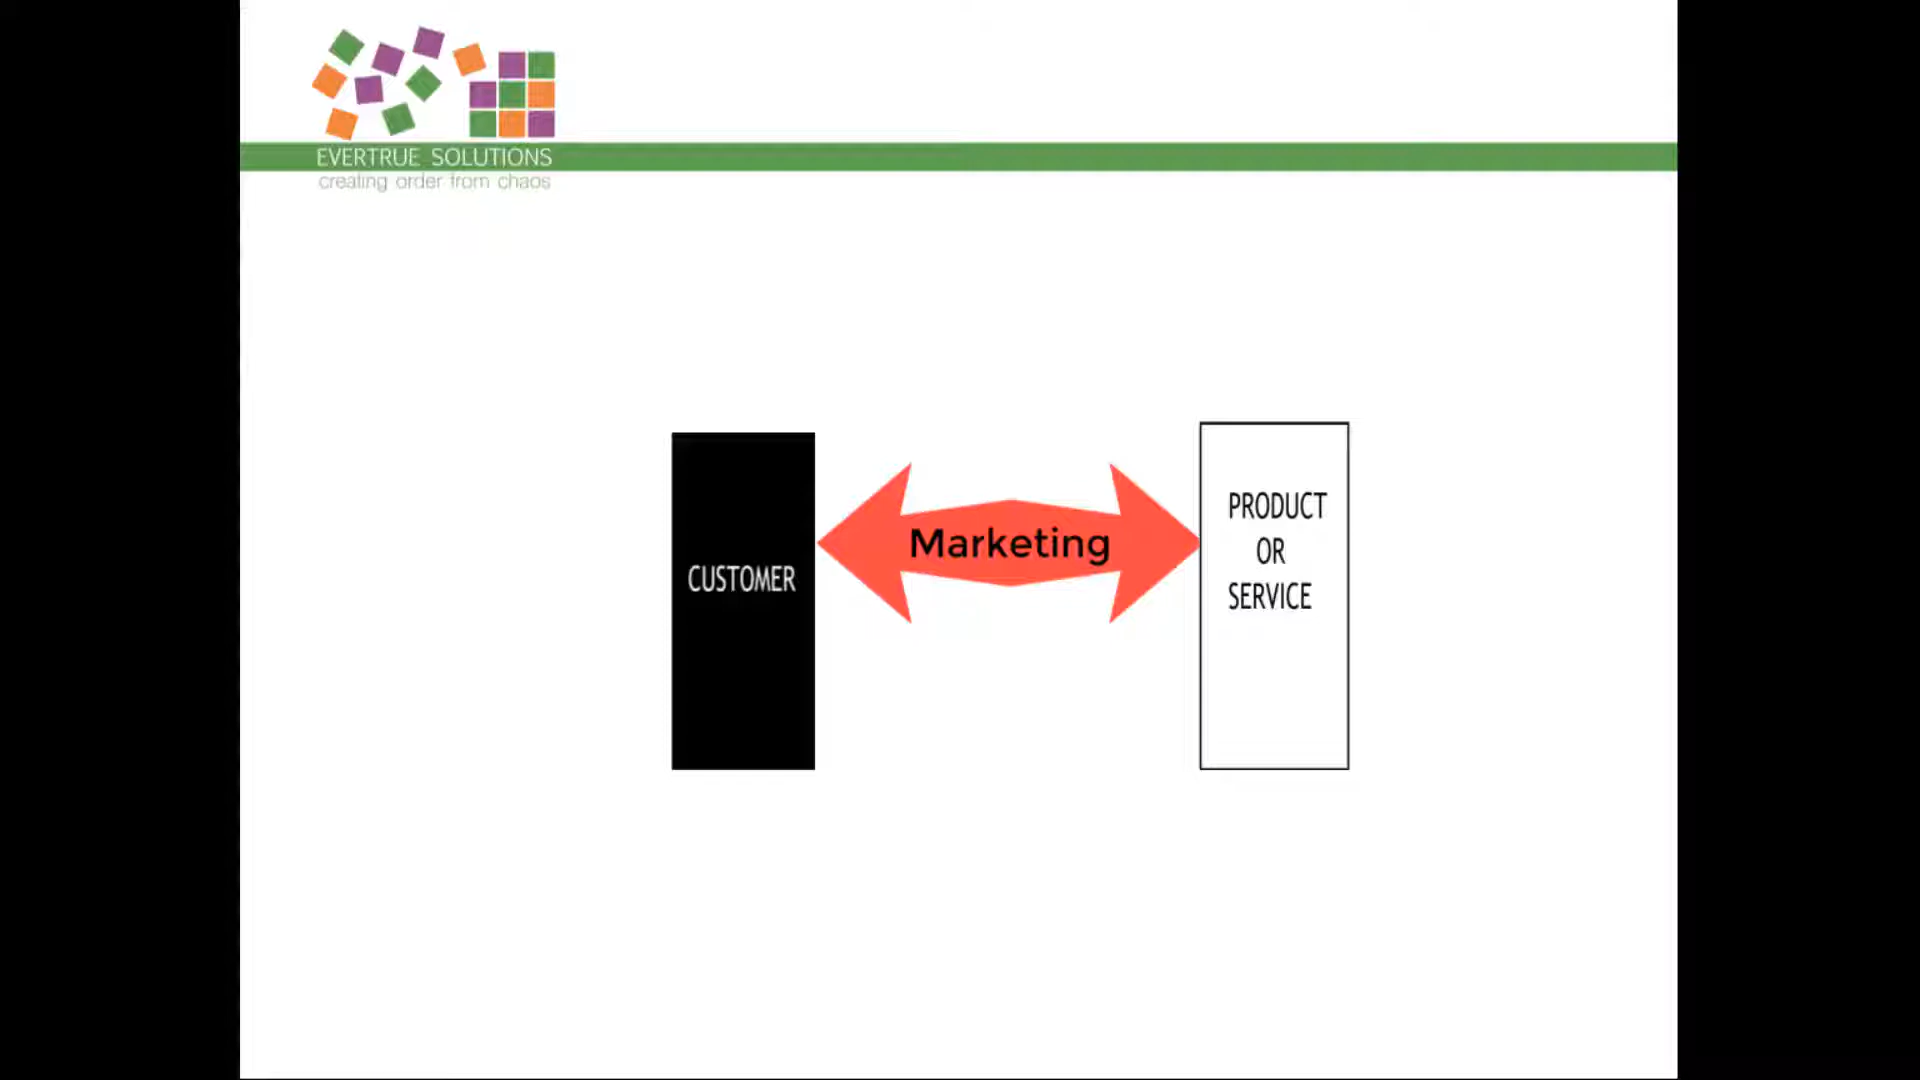 EVERTRUE SOLUTIONS
creating order from chaos
CUSTOMER
Marketing
PRODUCT
OR
SERVICE